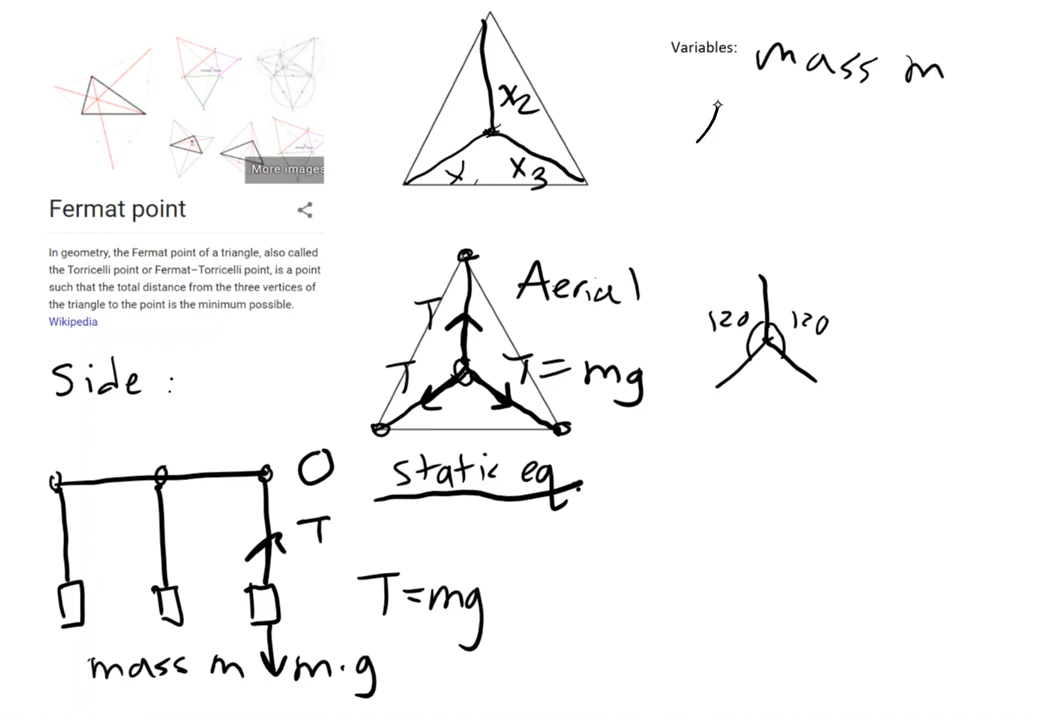 More images
Fermat point
In geometry, the Fermat point of a triangle, also called
the Torricelli point or Fermat–Torricelli point, is a point
such that the total distance from the three vertices of
the triangle to the point is the minimum possible.
Wikipedia
Side :
O
T
mass m m·g
x2
x,
x3
Aerial
T
T
T=mg
static eq.
T=mg
Variables: mass m
120 120